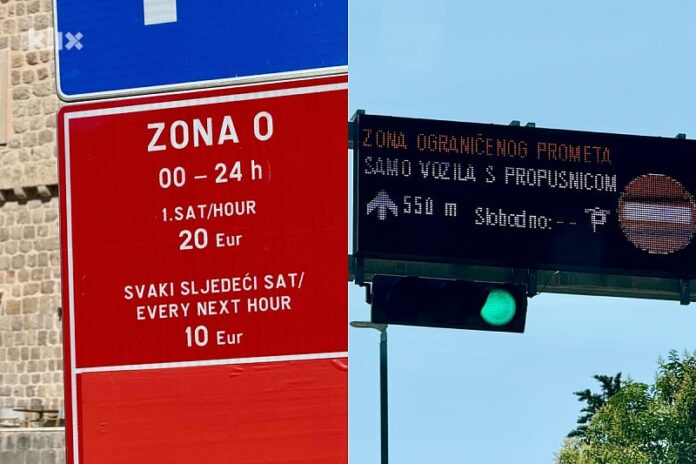 klix
ZONA 0
00 – 24 h
1.SAT/HOUR
20 Eur
SVAKI SLJEDEĆI SAT/
EVERY NEXT HOUR
10 Eur
ZONA OGRANIČENOG PROMETA
SAMO VOZILA S PROPUSNICOM
550 m Slobodno: -- P